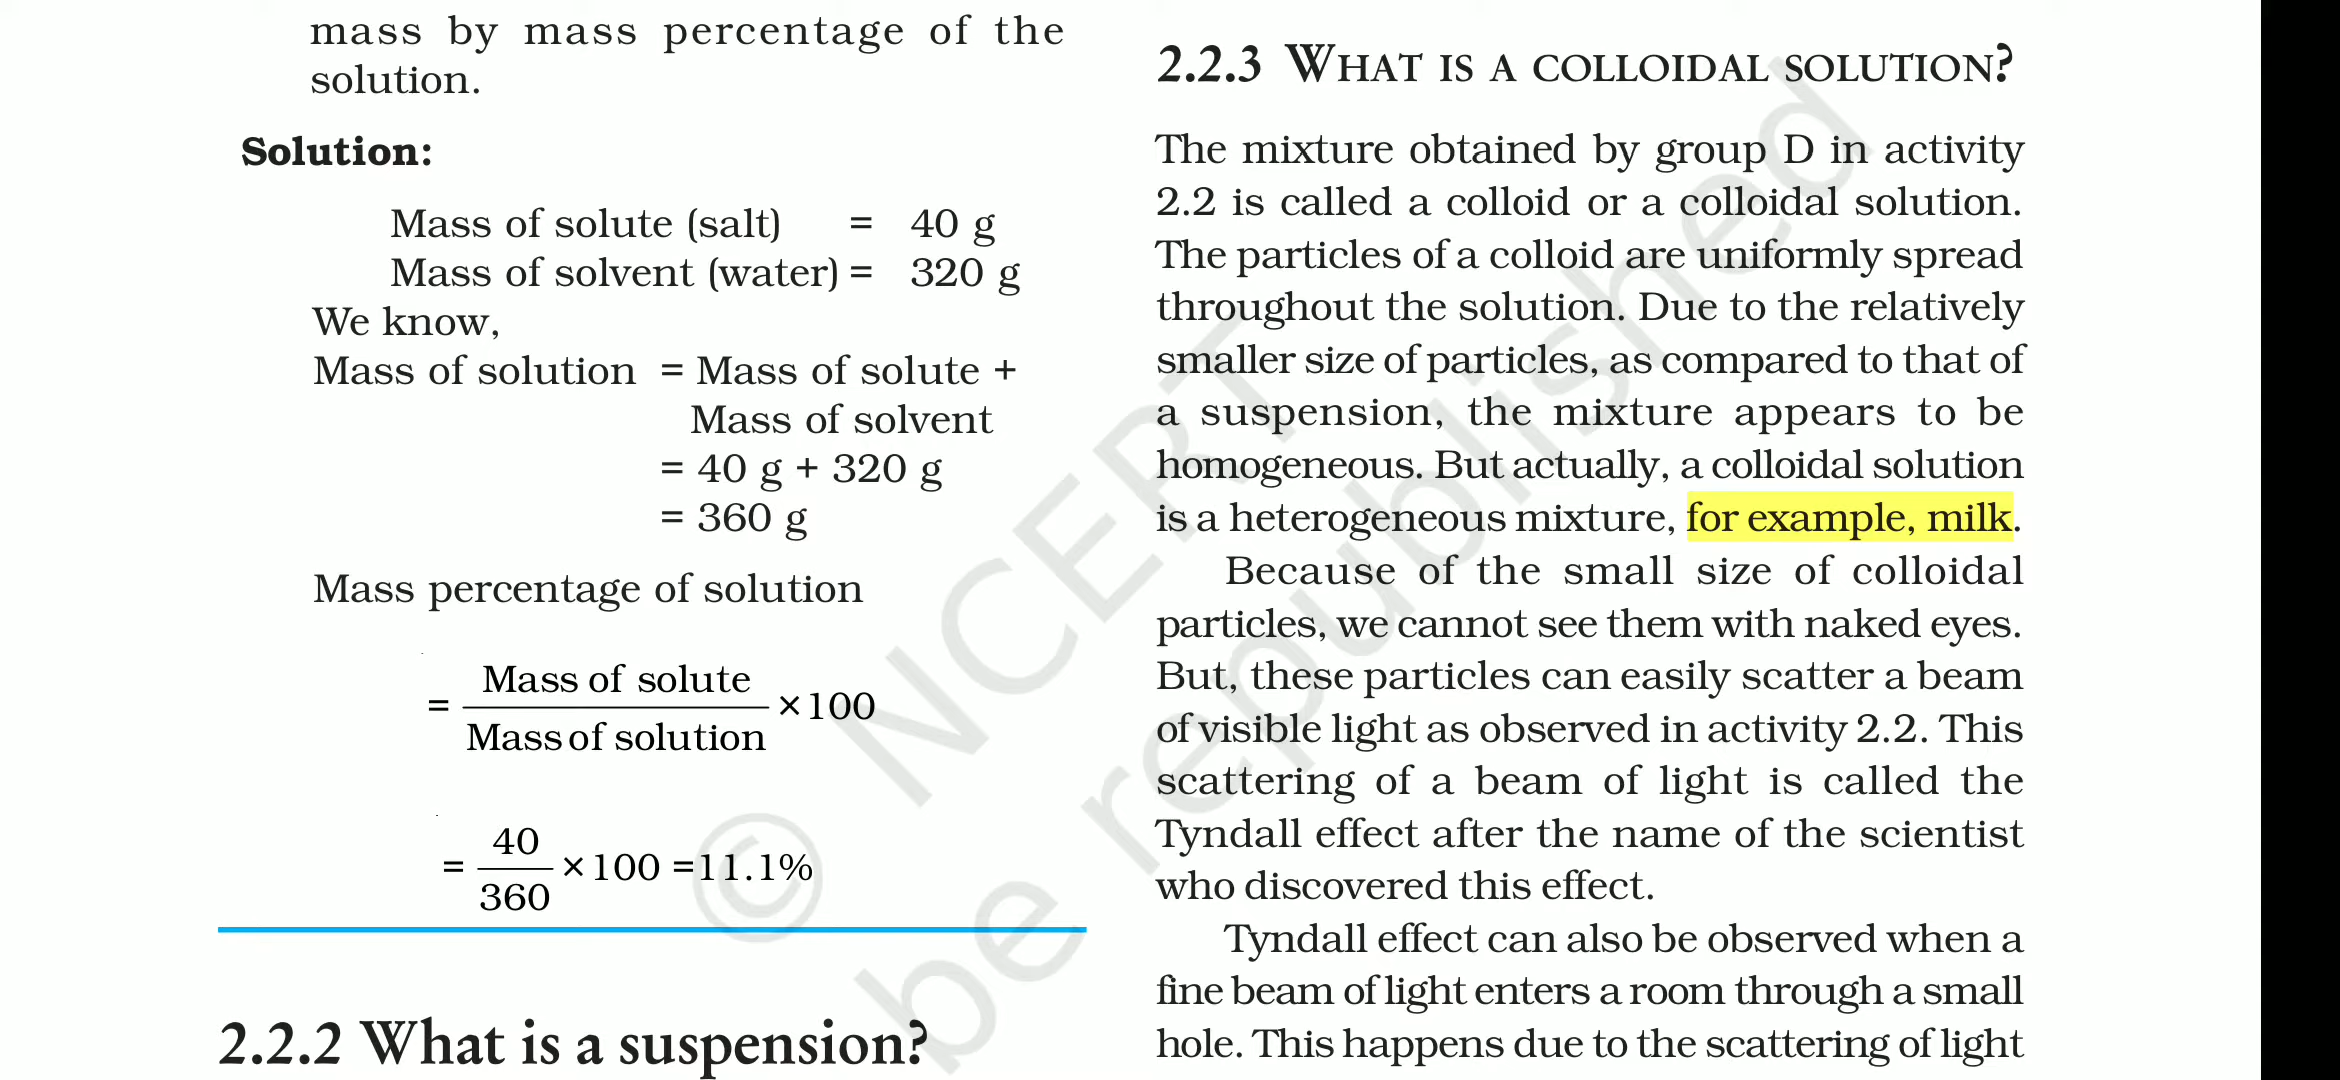 mass by mass percentage of the
solution.
Solution:
Mass of solute (salt) = 40 g
Mass of solvent (water) = 320 g
We know,
Mass of solution = Mass of solute +
Mass of solvent
= 40 g + 320 g
= 360 g
Mass percentage of solution
= Mass of solute / Mass of solution × 100
= 40 / 360 × 100 = 11.1%
2.2.2 What is a suspension?
2.2.3 WHAT IS A COLLOIDAL SOLUTION?
The mixture obtained by group D in activity
2.2 is called a colloid or a colloidal solution.
The particles of a colloid are uniformly spread
throughout the solution. Due to the relatively
smaller size of particles, as compared to that of
a suspension, the mixture appears to be
homogeneous. But actually, a colloidal solution
is a heterogeneous mixture, for example, milk.
Because of the small size of colloidal
particles, we cannot see them with naked eyes.
But, these particles can easily scatter a beam
of visible light as observed in activity 2.2. This
scattering of a beam of light is called the
Tyndall effect after the name of the scientist
who discovered this effect.
Tyndall effect can also be observed when a
fine beam of light enters a room through a small
hole. This happens due to the scattering of light
© NCERT
be republished